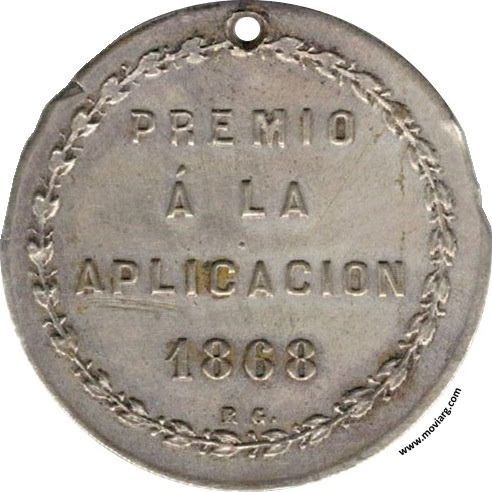 PREMIO
Á LA
APLICACION
1868
P. G.
www.moviarg.com